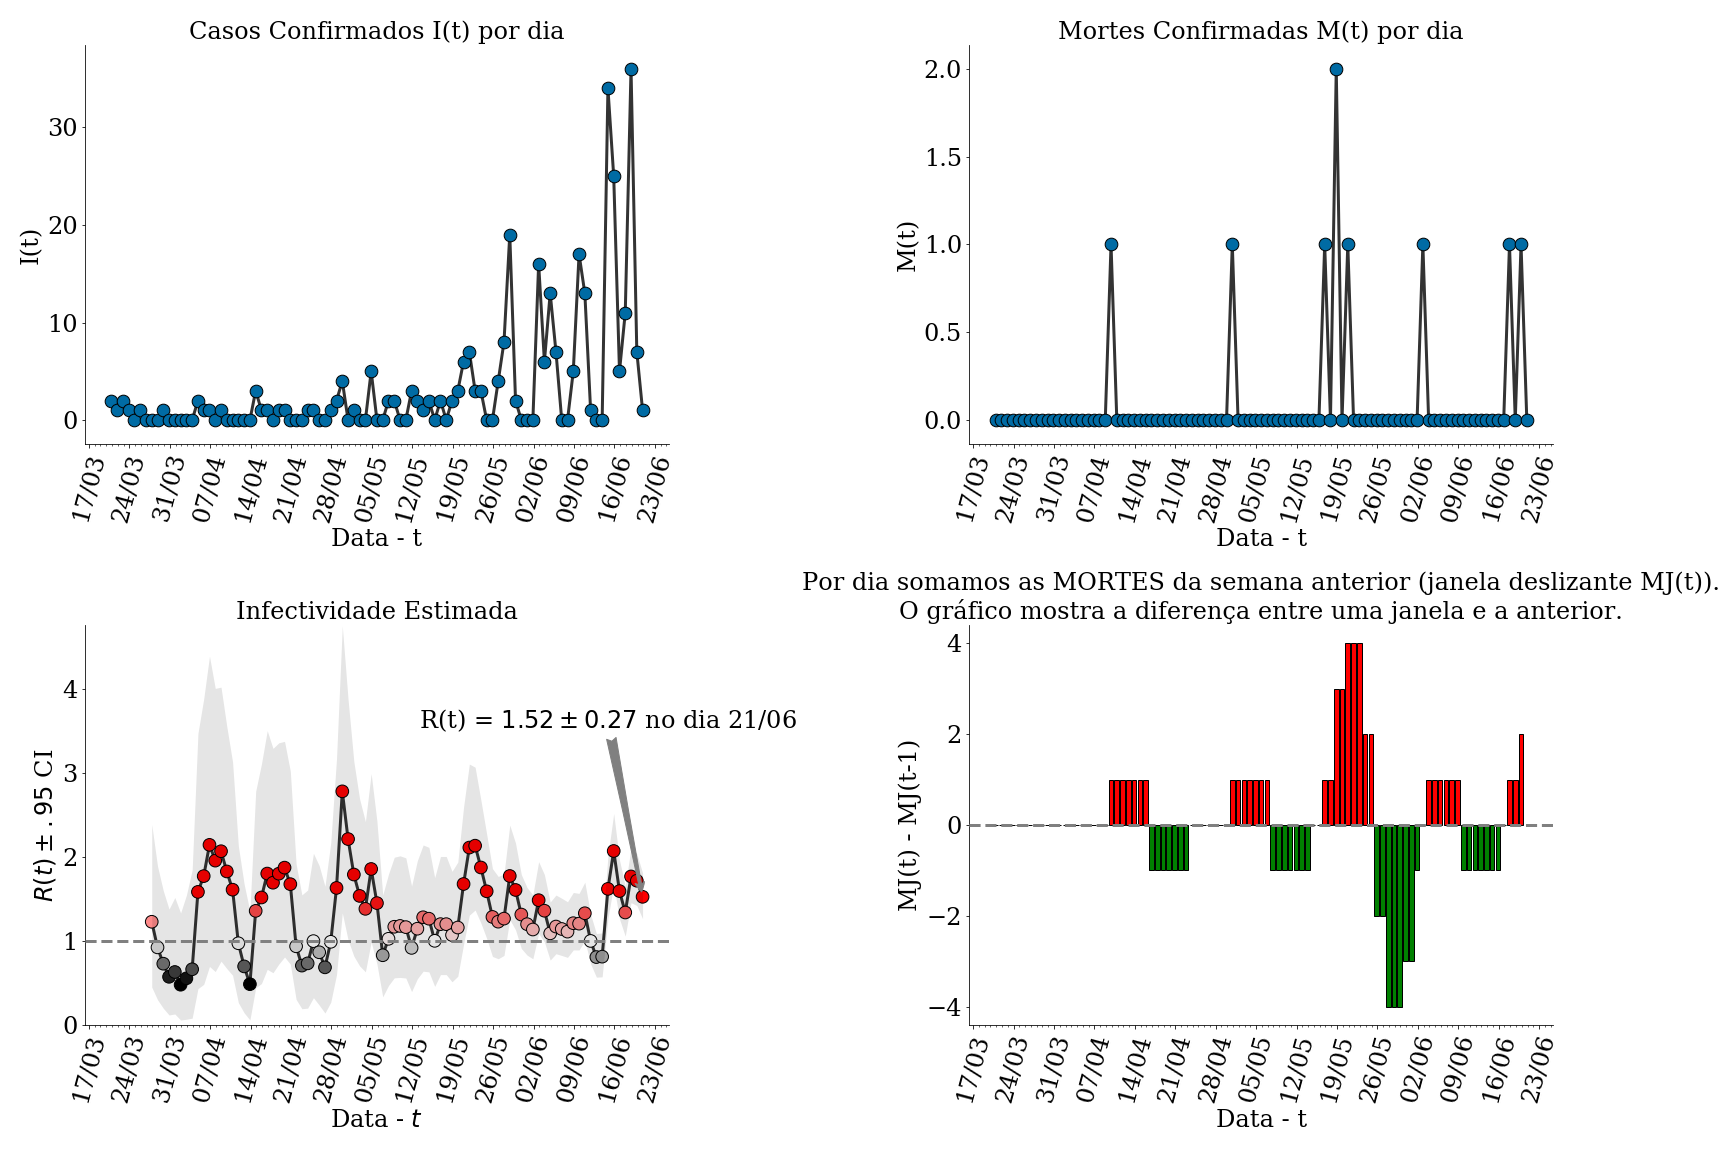 Casos Confirmados I(t) por dia
I(t)
30
20
10
0
17/03 24/03 31/03 07/04 14/04 21/04 28/04 05/05 12/05 19/05 26/05 02/06 09/06 16/06 23/06
Data - t
Mortes Confirmadas M(t) por dia
M(t)
2.0
1.5
1.0
0.5
0.0
17/03 24/03 31/03 07/04 14/04 21/04 28/04 05/05 12/05 19/05 26/05 02/06 09/06 16/06 23/06
Data - t
Infectividade Estimada
R(t) ± .95 CI
4
3
2
1
0
R(t) = 1.52 ± 0.27 no dia 21/06
17/03 24/03 31/03 07/04 14/04 21/04 28/04 05/05 12/05 19/05 26/05 02/06 09/06 16/06 23/06
Data - t
Por dia somamos as MORTES da semana anterior (janela deslizante MJ(t)).
O gráfico mostra a diferença entre uma janela e a anterior.
MJ(t) - MJ(t-1)
4
2
0
−2
−4
17/03 24/03 31/03 07/04 14/04 21/04 28/04 05/05 12/05 19/05 26/05 02/06 09/06 16/06 23/06
Data - t